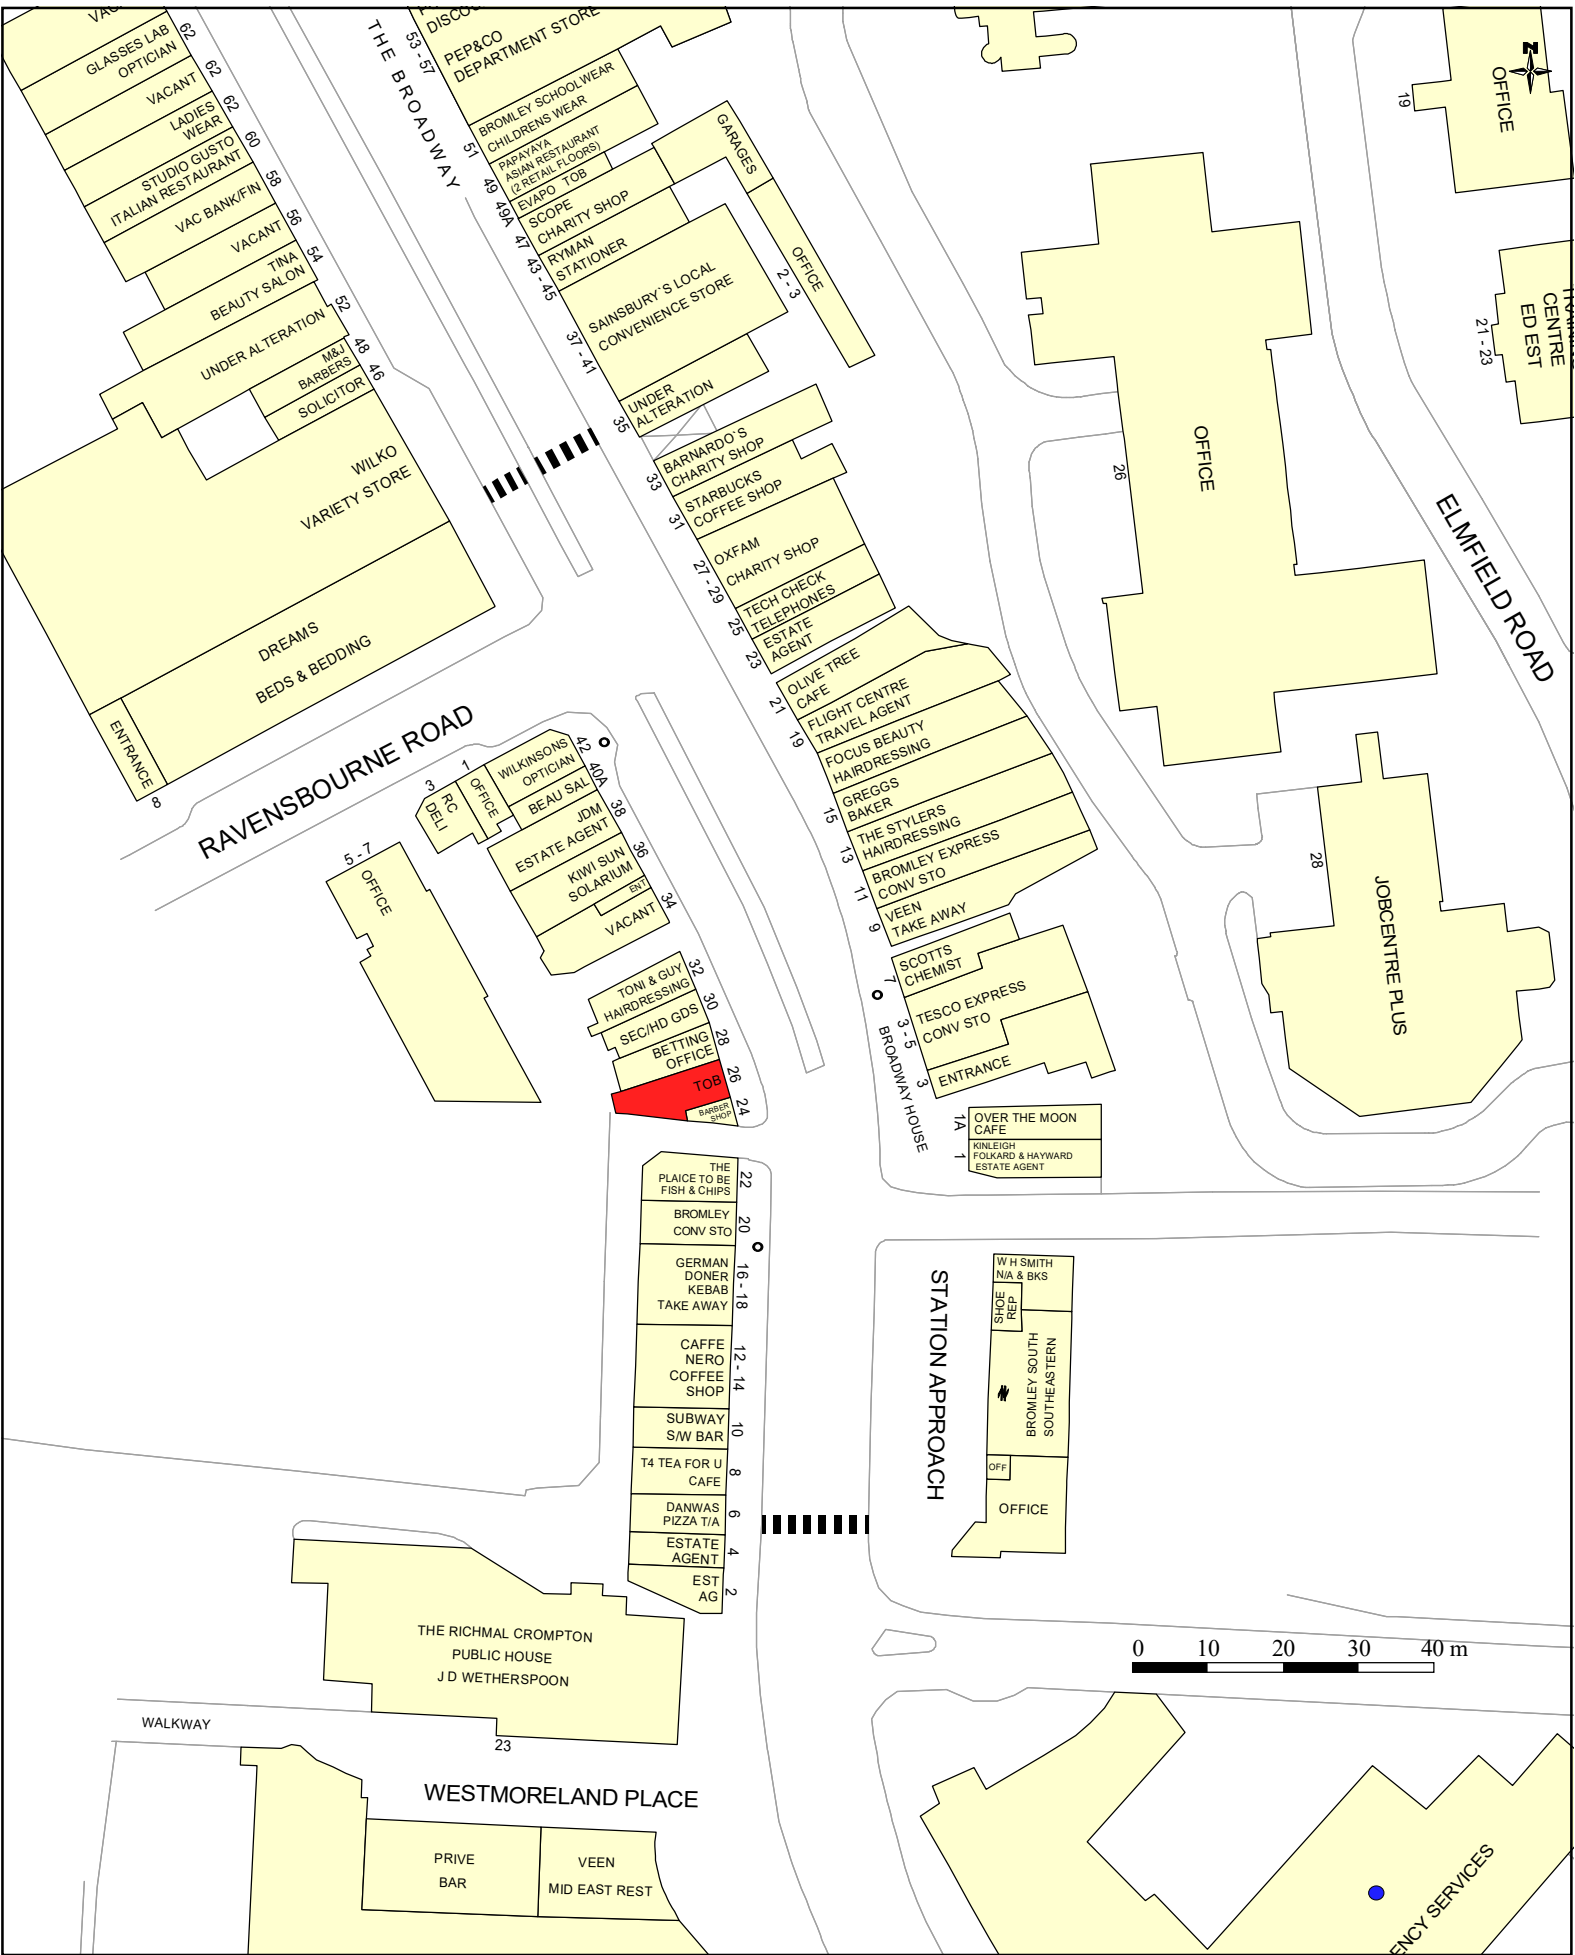 VAC
GLASSES LAB
OPTICIAN
62
VACANT
62
LADIES
WEAR
62
STUDIO GUSTO
ITALIAN RESTAURANT
60
VAC BANK/FIN
58
VACANT
56
TINA
BEAUTY SALON
54
UNDER ALTERATION
52
M&J
BARBERS
48
SOLICITOR
46
WILKO
VARIETY STORE
DREAMS
BEDS & BEDDING
ENTRANCE
8
THE BROADWAY
DISCOU
53 - 57
PEP&CO
DEPARTMENT STORE
BROMLEY SCHOOLWEAR
CHILDRENS WEAR
51
PAPAYAYA
ASIAN RESTAURANT
(2 RETAIL FLOORS)
49
EVAPO TOB
49A
SCOPE
CHARITY SHOP
47
RYMAN
STATIONER
43 - 45
SAINSBURY`S LOCAL
CONVENIENCE STORE
37 - 41
UNDER
ALTERATION
35
GARAGES
OFFICE
2 - 3
BARNARDO`S
CHARITY SHOP
33
STARBUCKS
COFFEE SHOP
31
OXFAM
CHARITY SHOP
27 - 29
TECH CHECK
TELEPHONES
25
ESTATE
AGENT
23
OLIVE TREE
CAFE
21
FLIGHT CENTRE
TRAVEL AGENT
19
FOCUS BEAUTY
HAIRDRESSING
GREGGS
BAKER
15
THE STYLERS
HAIRDRESSING
13
BROMLEY EXPRESS
CONV STO
11
VEEN
TAKE AWAY
9
SCOTTS
CHEMIST
7
TESCO EXPRESS
CONV STO
3 - 5
ENTRANCE
3
BROADWAY HOUSE
OVER THE MOON
CAFE
1A
KINLEIGH
FOLKARD & HAYWARD
ESTATE AGENT
1
N
OFFICE
19
CENTRE
ED EST
21 - 23
OFFICE
26
ELMFIELD ROAD
JOBCENTRE PLUS
28
RAVENSBOURNE ROAD
WILKINSONS
OPTICIAN
42
OFFICE
1
RC
DELI
3
BEAU SAL
40A
JDM
ESTATE AGENT
38
KIWI SUN
SOLARIUM
36
ENT
VACANT
34
OFFICE
5 - 7
TONI & GUY
HAIRDRESSING
32
SEC/HD GDS
30
BETTING
OFFICE
28
TOB
26
BARBER
SHOP
24
THE
PLAICE TO BE
FISH & CHIPS
22
BROMLEY
CONV STO
20
GERMAN
DONER
KEBAB
TAKE AWAY
16 - 18
CAFFE
NERO
COFFEE
SHOP
12 - 14
SUBWAY
S/W BAR
10
T4 TEA FOR U
CAFE
8
DANWAS
PIZZA T/A
6
ESTATE
AGENT
4
EST
AG
2
STATION APPROACH
W H SMITH
N/A & BKS
SHOE
REP
BROMLEY SOUTH
SOUTHEASTERN
OFF
OFFICE
THE RICHMAL CROMPTON
PUBLIC HOUSE
J D WETHERSPOON
23
WALKWAY
WESTMORELAND PLACE
PRIVE
BAR
VEEN
MID EAST REST
0 10 20 30 40 m
ENCY SERVICES